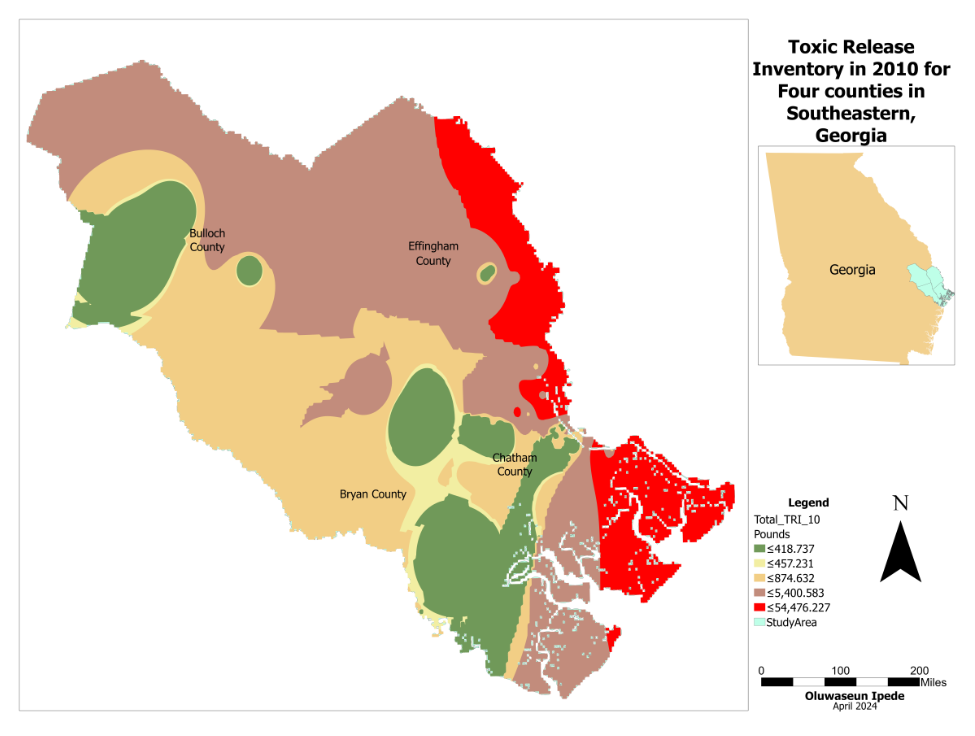 Toxic Release
Inventory in 2010 for
Four counties in
Southeastern,
Georgia
Georgia
Bulloch
County
Effingham
County
Chatham
County
Bryan County
N
Legend
Total_TRI_10
Pounds
≤418.737
≤457.231
≤874.632
≤5,400.583
≤54,476.227
StudyArea
0 100 200
Miles
Oluwaseun Ipede
April 2024